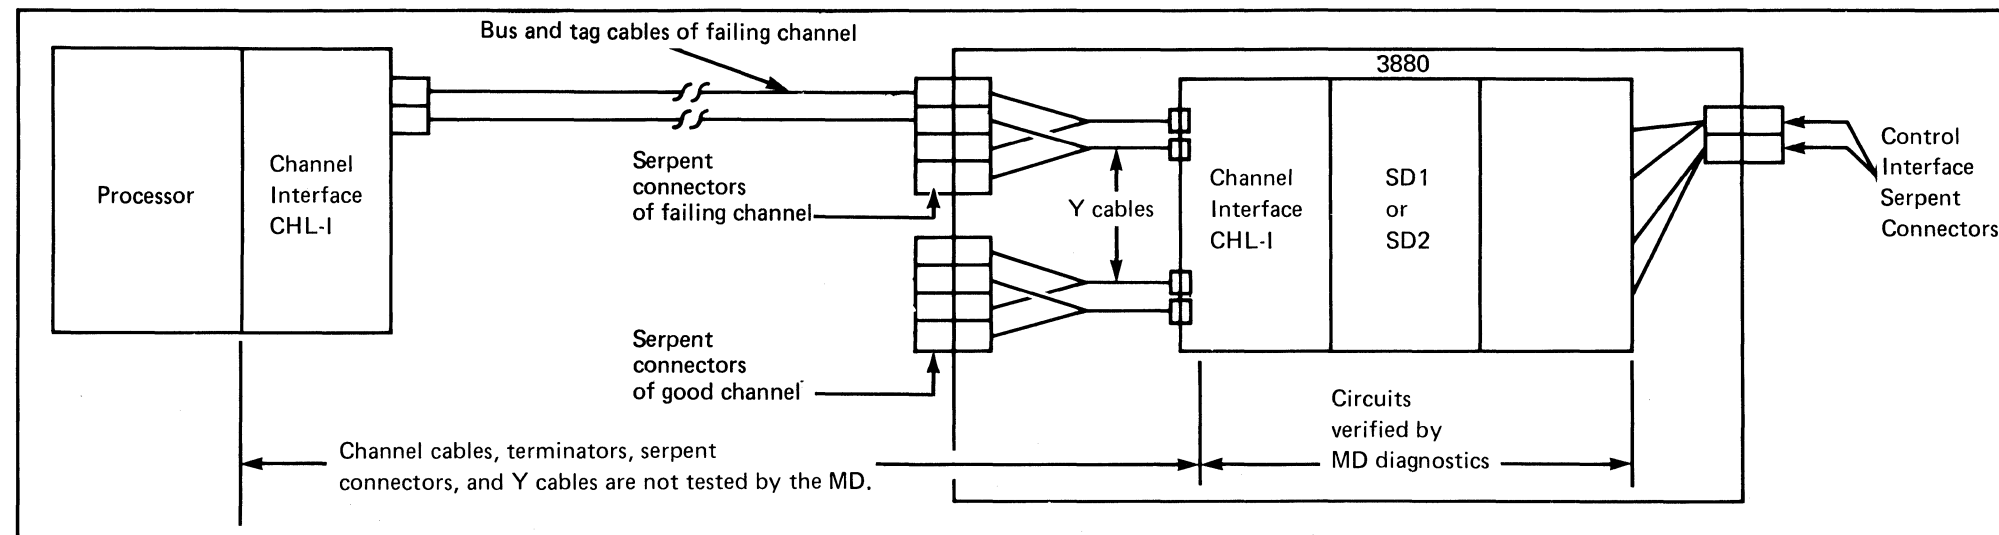 Bus and tag cables of failing channel
3880
Processor
Channel
Interface
CHL-I
Serpent
connectors
of failing channel
Y cables
Channel
Interface
CHL-I
SD1
or
SD2
Control
Interface
Serpent
Connectors
Serpent
connectors
of good channel
Circuits
verified by
MD diagnostics
Channel cables, terminators, serpent
connectors, and Y cables are not tested by the MD.